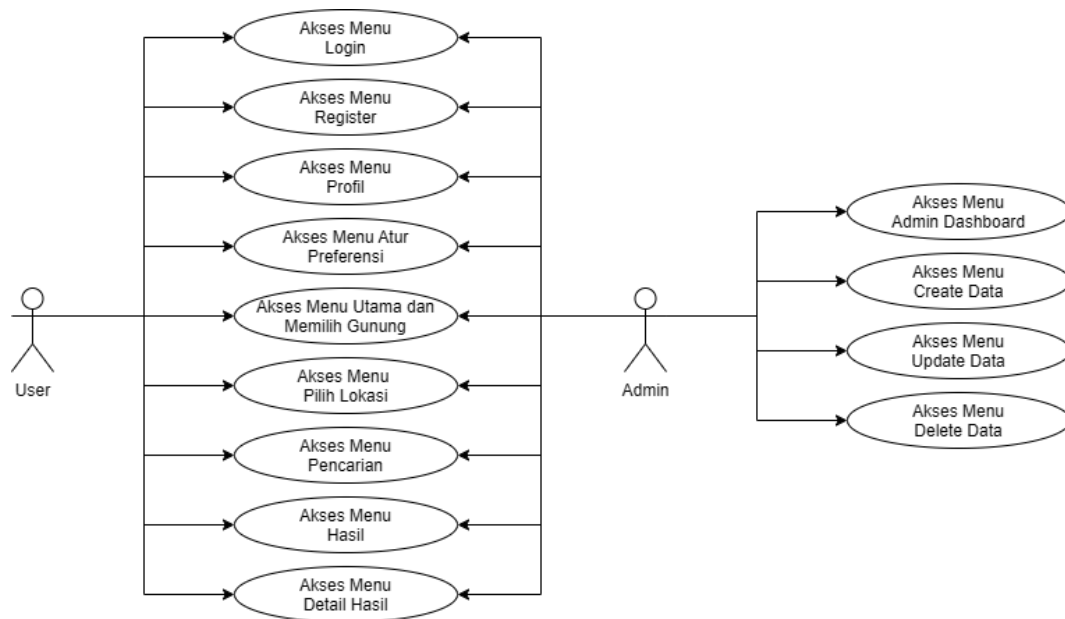 Akses Menu
Login
Akses Menu
Register
Akses Menu
Profil
Akses Menu Atur
Preferensi
Akses Menu Utama dan
Memilih Gunung
Akses Menu
Pilih Lokasi
Akses Menu
Pencarian
Akses Menu
Hasil
Akses Menu
Detail Hasil
User
Admin
Akses Menu
Admin Dashboard
Akses Menu
Create Data
Akses Menu
Update Data
Akses Menu
Delete Data